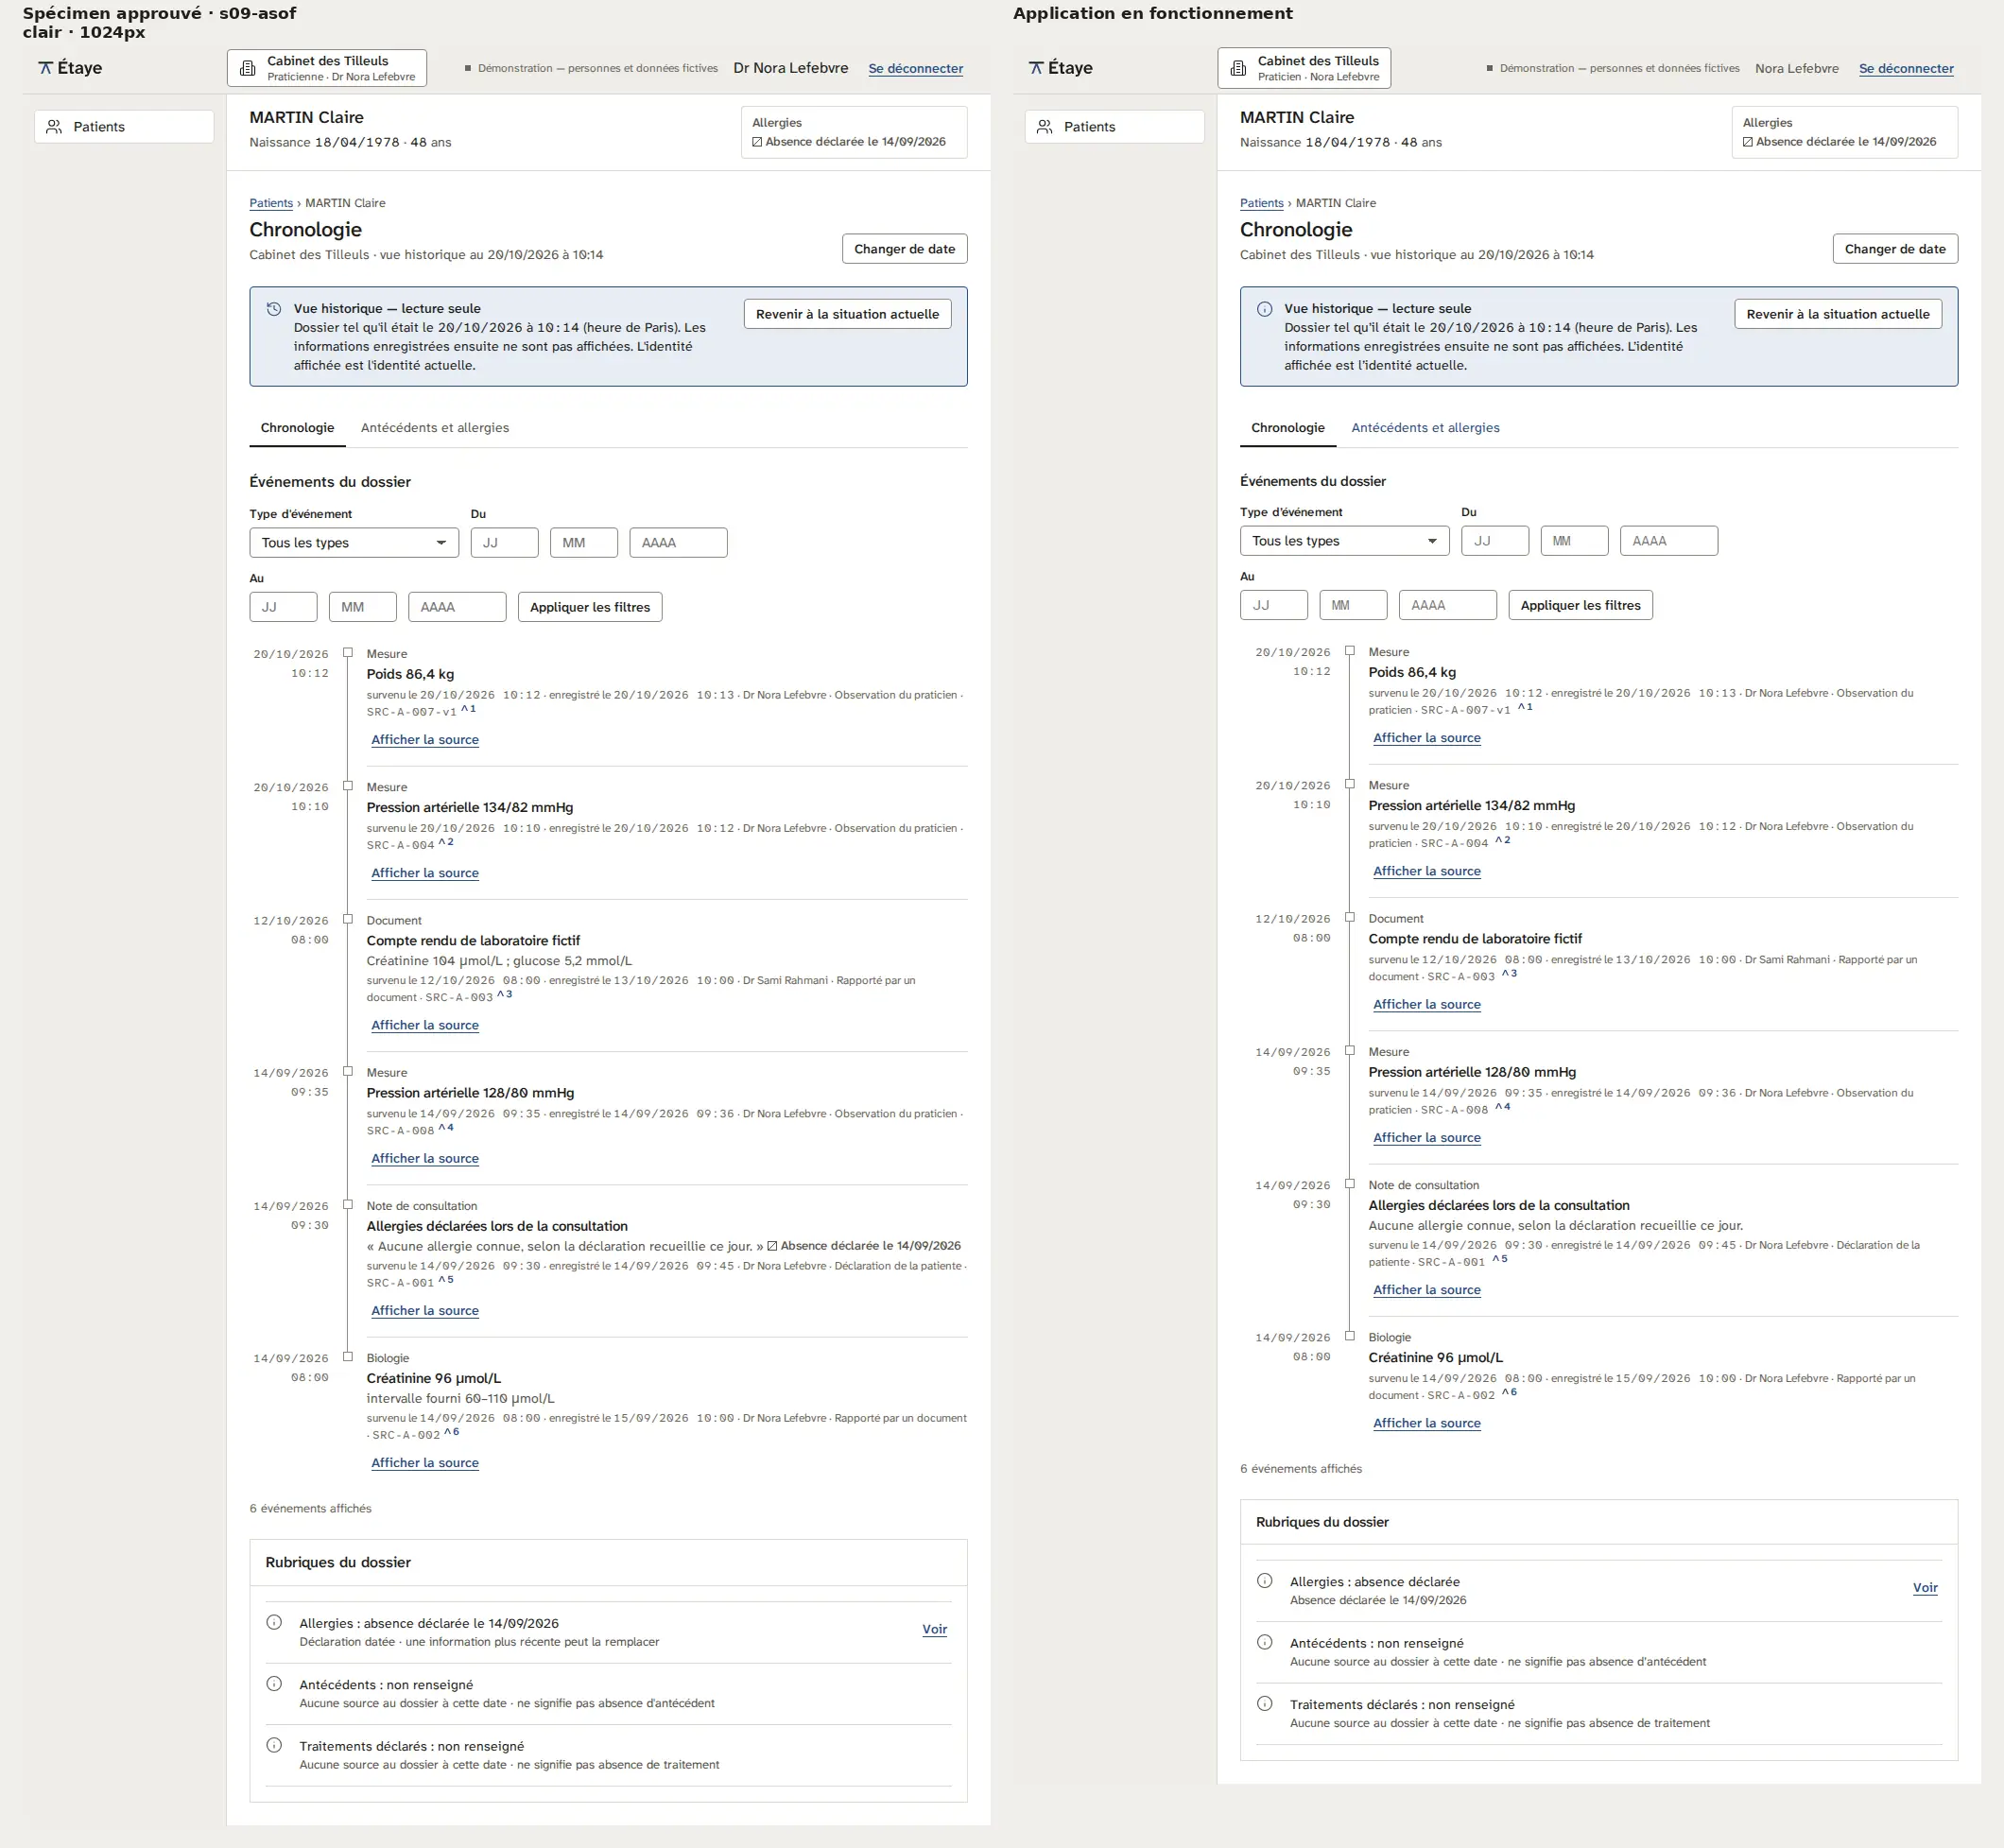 Spécimen approuvé · s09-asof
clair · 1024px
Étaye
Cabinet des Tilleuls
Praticienne · Dr Nora Lefebvre
Démonstration — personnes et données fictives
Dr Nora Lefebvre
Se déconnecter
Patients
MARTIN Claire
Naissance 18/04/1978 · 48 ans
Allergies
Absence déclarée le 14/09/2026
Patients › MARTIN Claire
Chronologie
Cabinet des Tilleuls · vue historique au 20/10/2026 à 10:14
Changer de date
Vue historique — lecture seule
Dossier tel qu'il était le 20/10/2026 à 10:14 (heure de Paris). Les
informations enregistrées ensuite ne sont pas affichées. L'identité
affichée est l'identité actuelle.
Revenir à la situation actuelle
Chronologie
Antécédents et allergies
Événements du dossier
Type d'événement
Du
Tous les types
JJ
MM
AAAA
Au
JJ
MM
AAAA
Appliquer les filtres
20/10/2026
10:12
Mesure
Poids 86,4 kg
survenu le 20/10/2026 10:12 · enregistré le 20/10/2026 10:13 · Dr Nora Lefebvre · Observation du praticien ·
SRC-A-007-v1 ^1
Afficher la source
20/10/2026
10:10
Mesure
Pression artérielle 134/82 mmHg
survenu le 20/10/2026 10:10 · enregistré le 20/10/2026 10:12 · Dr Nora Lefebvre · Observation du praticien ·
SRC-A-004 ^2
Afficher la source
12/10/2026
08:00
Document
Compte rendu de laboratoire fictif
Créatinine 104 µmol/L ; glucose 5,2 mmol/L
survenu le 12/10/2026 08:00 · enregistré le 13/10/2026 10:00 · Dr Sami Rahmani · Rapporté par un
document · SRC-A-003 ^3
Afficher la source
14/09/2026
09:35
Mesure
Pression artérielle 128/80 mmHg
survenu le 14/09/2026 09:35 · enregistré le 14/09/2026 09:36 · Dr Nora Lefebvre · Observation du praticien ·
SRC-A-008 ^4
Afficher la source
14/09/2026
09:30
Note de consultation
Allergies déclarées lors de la consultation
« Aucune allergie connue, selon la déclaration recueillie ce jour. » Absence déclarée le 14/09/2026
survenu le 14/09/2026 09:30 · enregistré le 14/09/2026 09:45 · Dr Nora Lefebvre · Déclaration de la patiente ·
SRC-A-001 ^5
Afficher la source
14/09/2026
08:00
Biologie
Créatinine 96 µmol/L
intervalle fourni 60–110 µmol/L
survenu le 14/09/2026 08:00 · enregistré le 15/09/2026 10:00 · Dr Nora Lefebvre · Rapporté par un document
· SRC-A-002 ^6
Afficher la source
6 événements affichés
Rubriques du dossier
Allergies : absence déclarée le 14/09/2026
Déclaration datée · une information plus récente peut la remplacer
Voir
Antécédents : non renseigné
Aucune source au dossier à cette date · ne signifie pas absence d'antécédent
Traitements déclarés : non renseigné
Aucune source au dossier à cette date · ne signifie pas absence de traitement
Application en fonctionnement
Étaye
Cabinet des Tilleuls
Praticien · Nora Lefebvre
Démonstration — personnes et données fictives
Nora Lefebvre
Se déconnecter
Patients
MARTIN Claire
Naissance 18/04/1978 · 48 ans
Allergies
Absence déclarée le 14/09/2026
Patients › MARTIN Claire
Chronologie
Cabinet des Tilleuls · vue historique au 20/10/2026 à 10:14
Changer de date
Vue historique — lecture seule
Dossier tel qu'il était le 20/10/2026 à 10:14 (heure de Paris). Les
informations enregistrées ensuite ne sont pas affichées. L'identité
affichée est l'identité actuelle.
Revenir à la situation actuelle
Chronologie
Antécédents et allergies
Événements du dossier
Type d'événement
Du
Tous les types
JJ
MM
AAAA
Au
JJ
MM
AAAA
Appliquer les filtres
20/10/2026
10:12
Mesure
Poids 86,4 kg
survenu le 20/10/2026 10:12 · enregistré le 20/10/2026 10:13 · Dr Nora Lefebvre · Observation du
praticien · SRC-A-007-v1 ^1
Afficher la source
20/10/2026
10:10
Mesure
Pression artérielle 134/82 mmHg
survenu le 20/10/2026 10:10 · enregistré le 20/10/2026 10:12 · Dr Nora Lefebvre · Observation du
praticien · SRC-A-004 ^2
Afficher la source
12/10/2026
08:00
Document
Compte rendu de laboratoire fictif
survenu le 12/10/2026 08:00 · enregistré le 13/10/2026 10:00 · Dr Sami Rahmani · Rapporté par un
document · SRC-A-003 ^3
Afficher la source
14/09/2026
09:35
Mesure
Pression artérielle 128/80 mmHg
survenu le 14/09/2026 09:35 · enregistré le 14/09/2026 09:36 · Dr Nora Lefebvre · Observation du
praticien · SRC-A-008 ^4
Afficher la source
14/09/2026
09:30
Note de consultation
Allergies déclarées lors de la consultation
Aucune allergie connue, selon la déclaration recueillie ce jour.
survenu le 14/09/2026 09:30 · enregistré le 14/09/2026 09:45 · Dr Nora Lefebvre · Déclaration de la
patiente · SRC-A-001 ^5
Afficher la source
14/09/2026
08:00
Biologie
Créatinine 96 µmol/L
survenu le 14/09/2026 08:00 · enregistré le 15/09/2026 10:00 · Dr Nora Lefebvre · Rapporté par un
document · SRC-A-002 ^6
Afficher la source
6 événements affichés
Rubriques du dossier
Allergies : absence déclarée
Absence déclarée le 14/09/2026
Voir
Antécédents : non renseigné
Aucune source au dossier à cette date · ne signifie pas absence d'antécédent
Traitements déclarés : non renseigné
Aucune source au dossier à cette date · ne signifie pas absence de traitement